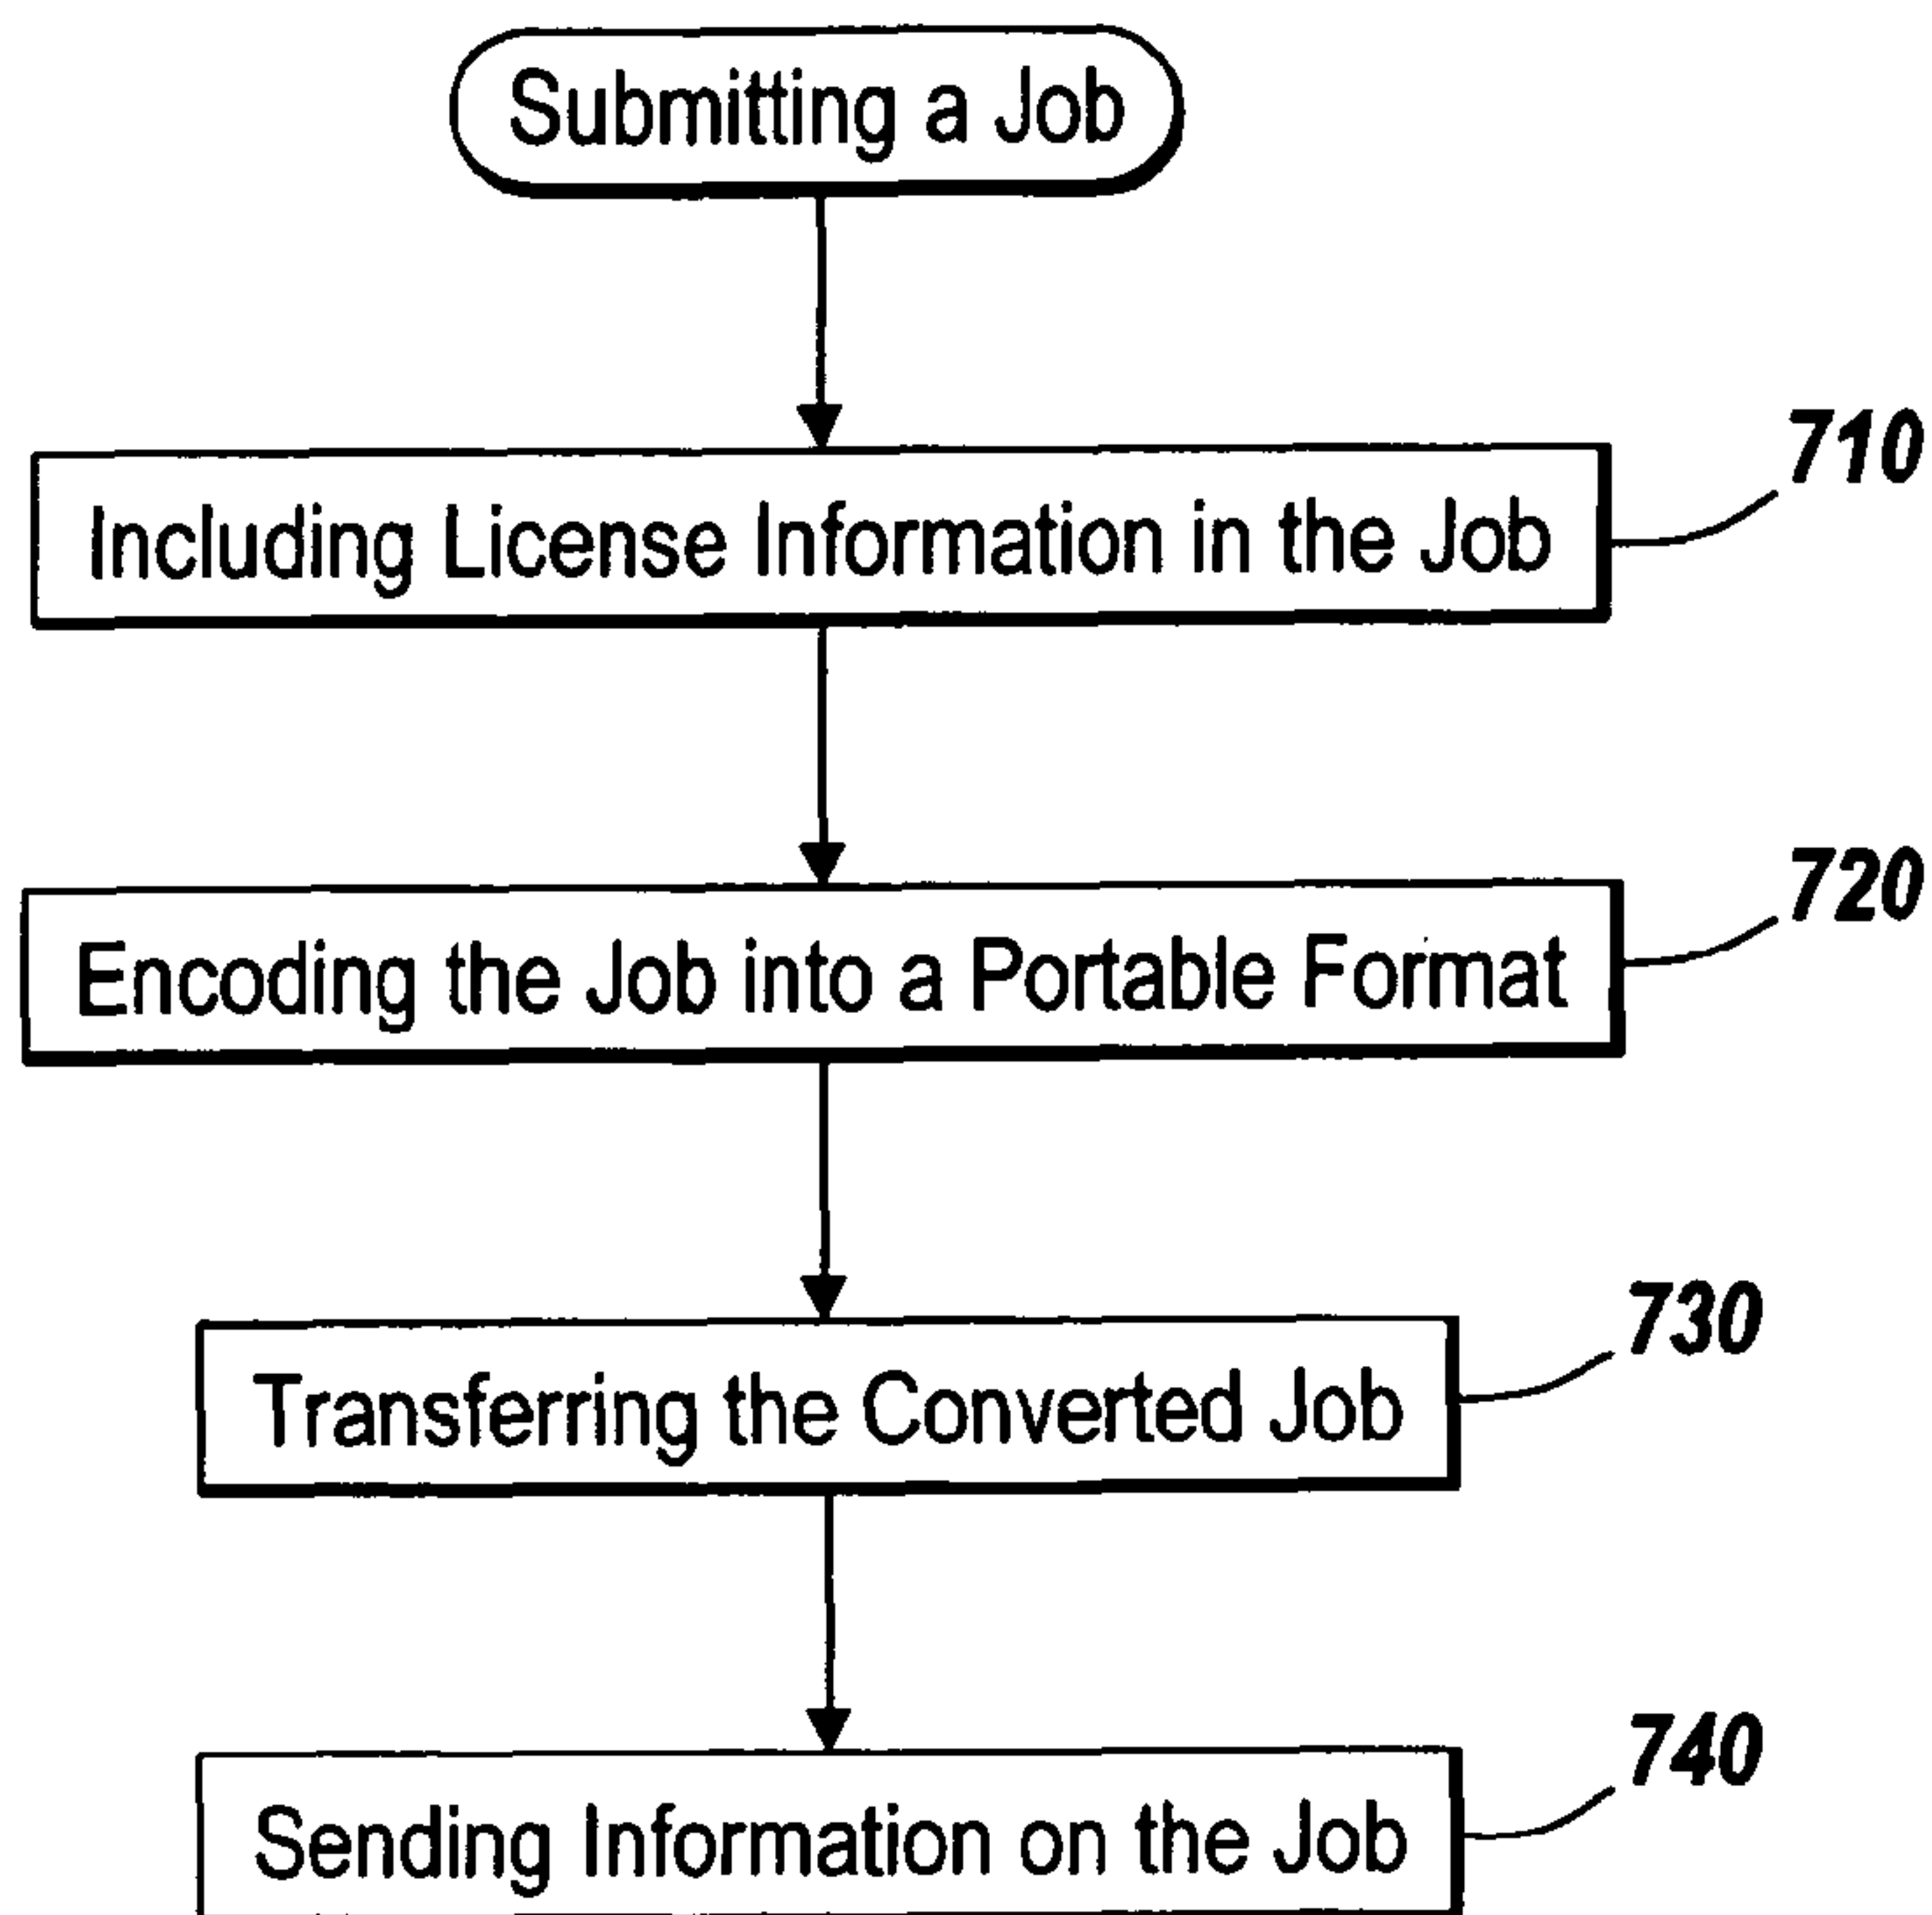 Submitting a Job
710
Including License Information in the Job
720
Encoding the Job into a Portable Format
730
Transferring the Converted Job
740
Sending Information on the Job